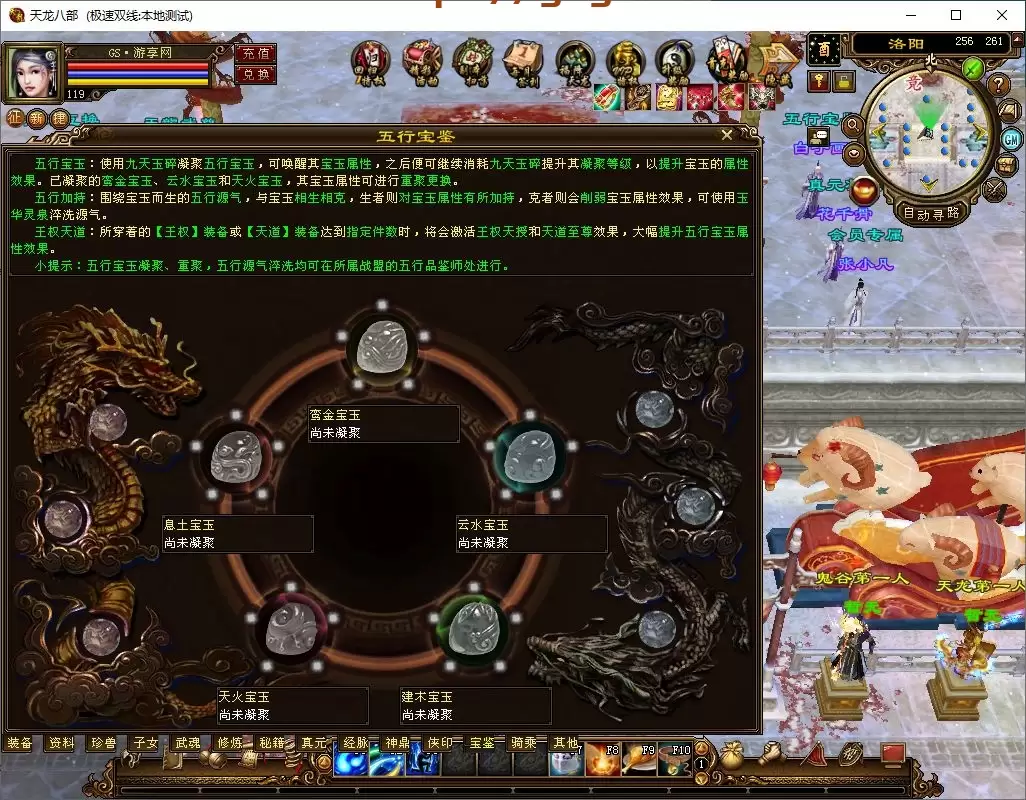 天龙八部 (极速双线:本地测试)
GS·游享网
充值
兑换
119
征 新 捷
洛阳
256 261
北
酉
竞
GM
自动寻路
五行宝鉴
五行宝玉：使用九天玉碎凝聚五行宝玉，可唤醒其宝玉属性，之后便可继续消耗九天玉碎提升其凝聚等级，以提升宝玉的属性
效果。已凝聚的鸾金宝玉、云水宝玉和天火宝玉，其宝玉属性可进行重聚更换。
五行加持：围绕宝玉而生的五行源气，与宝玉相生相克，生者则对宝玉属性有所加持，克者则会削弱宝玉属性效果，可使用玉
华灵泉淬洗源气。
王权天道：所穿着的【王权】装备或【天道】装备达到指定件数时，将会激活王权天授和天道至尊效果，大幅提升五行宝玉属
性效果。
小提示：五行宝玉凝聚、重聚，五行源气淬洗均可在所属战盟的五行品鉴师处进行。
鸾金宝玉
尚未凝聚
息土宝玉
尚未凝聚
云水宝玉
尚未凝聚
天火宝玉
尚未凝聚
建木宝玉
尚未凝聚
五行宝
花千骨
会员专属
张小凡
鬼谷第一人
暂无
天龙第一人
暂无
装备 资料 珍兽 子女 武魂 修炼 秘籍 真元 经脉 神鼎 侠印 宝鉴 骑乘 其他
F8 F9 F10
1